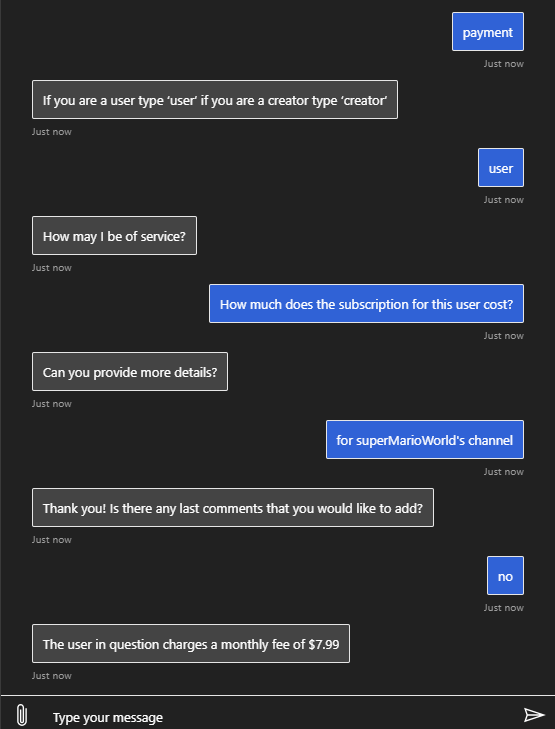 payment
Just now
If you are a user type ‘user’ if you are a creator type ‘creator’
Just now
user
Just now
How may I be of service?
Just now
How much does the subscription for this user cost?
Just now
Can you provide more details?
Just now
for superMarioWorld's channel
Just now
Thank you! Is there any last comments that you would like to add?
Just now
no
Just now
The user in question charges a monthly fee of $7.99
Just now
Type your message